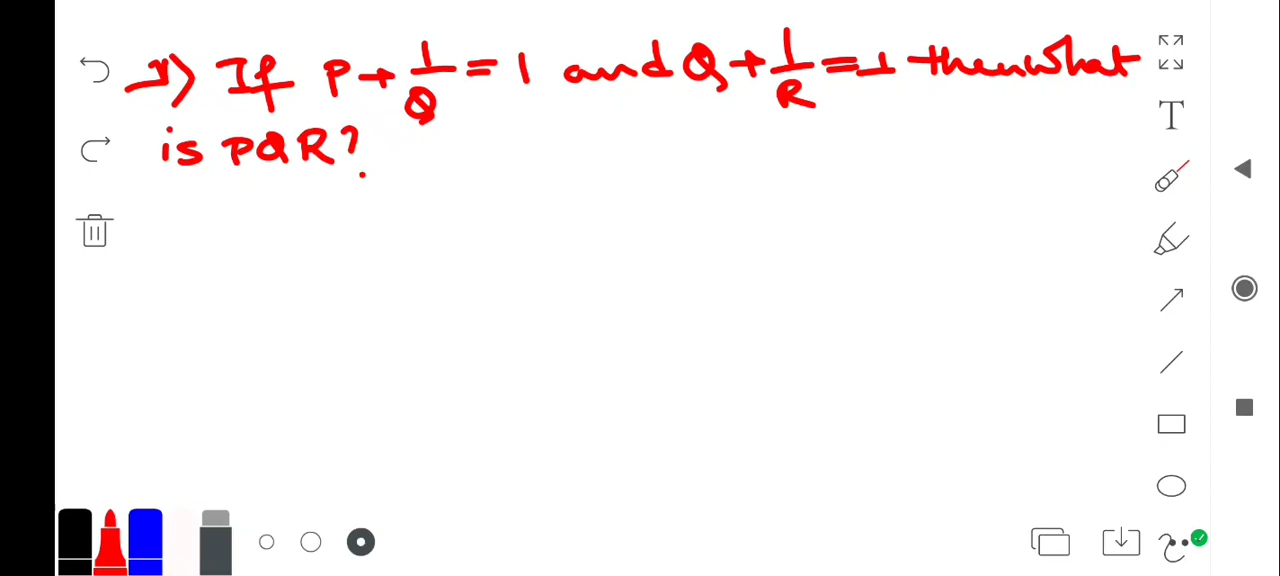 → If P + 1/Q = 1 and Q + 1/R = 1 then what
is PQR?
T